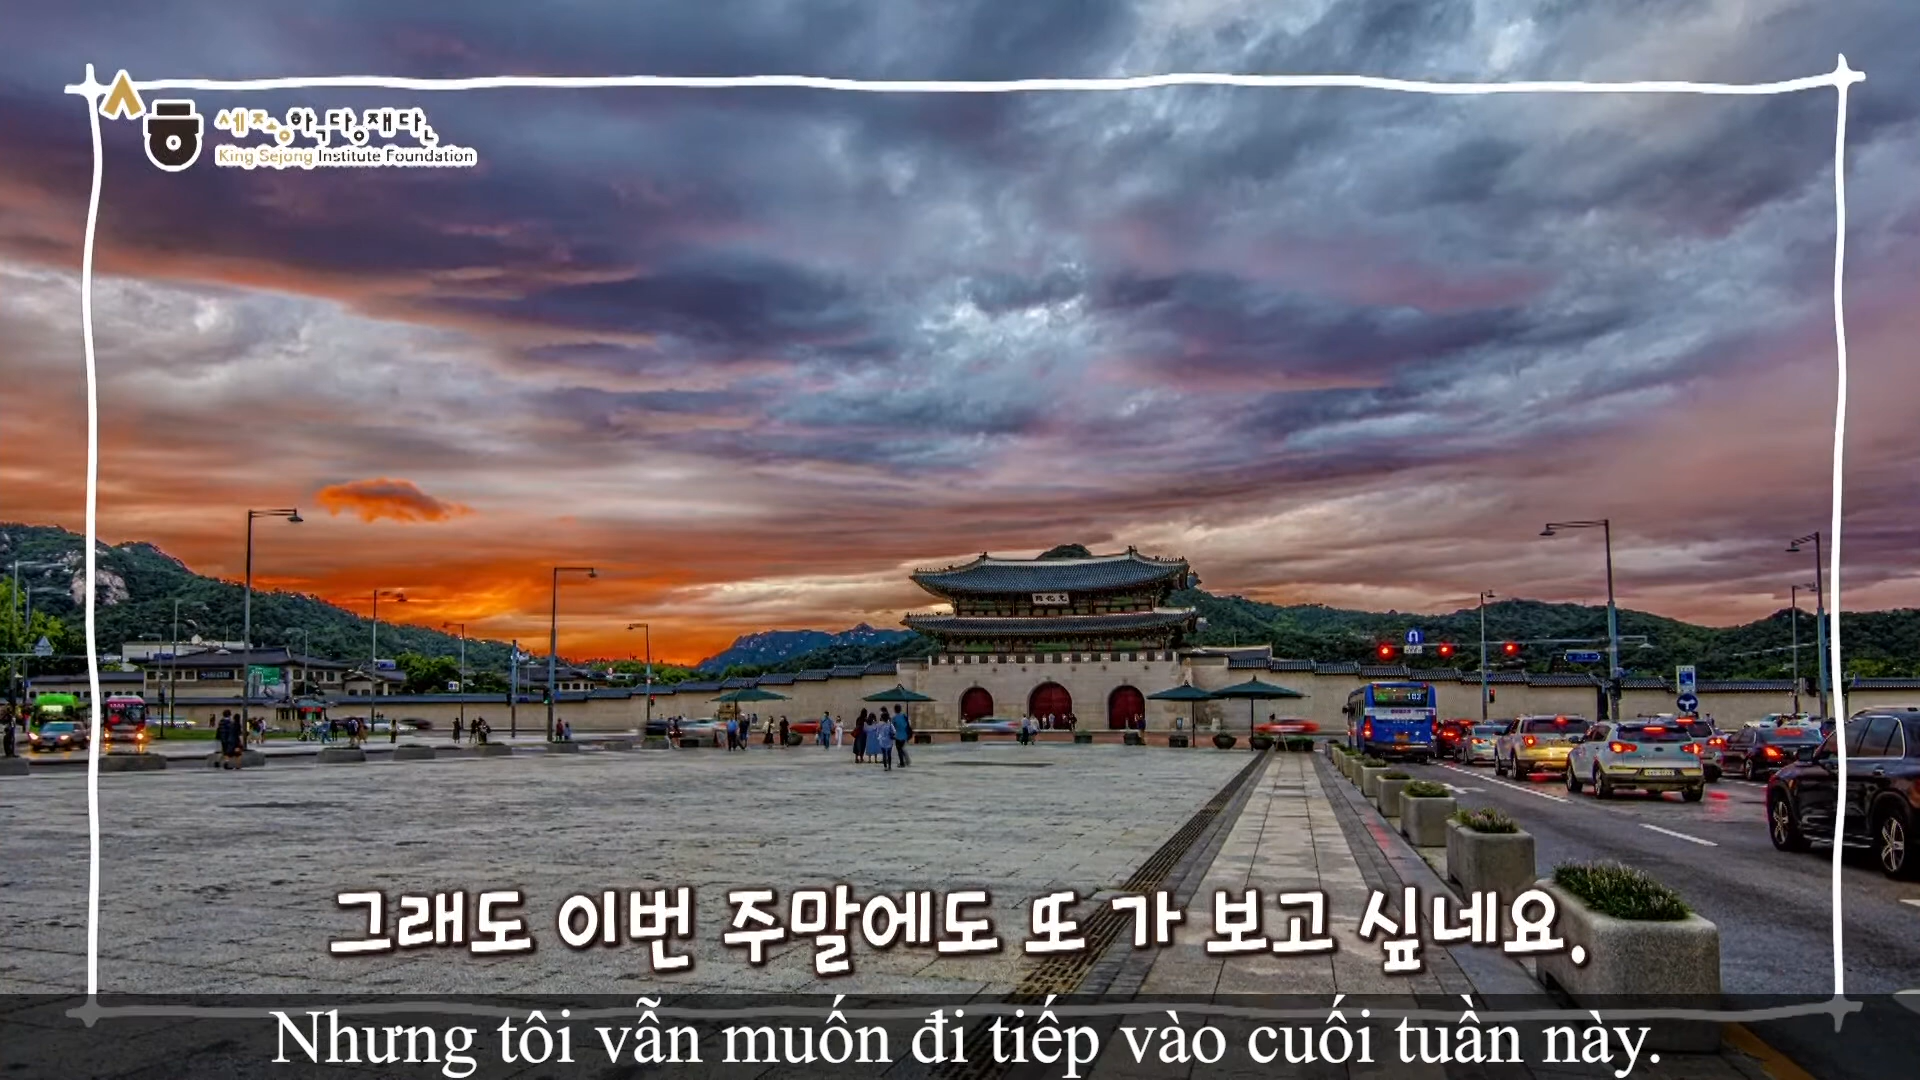 세종학당재단
King Sejong Institute Foundation
103
그래도 이번 주말에도 또 가 보고 싶네요.
Nhưng tôi vẫn muốn đi tiếp vào cuối tuần này.